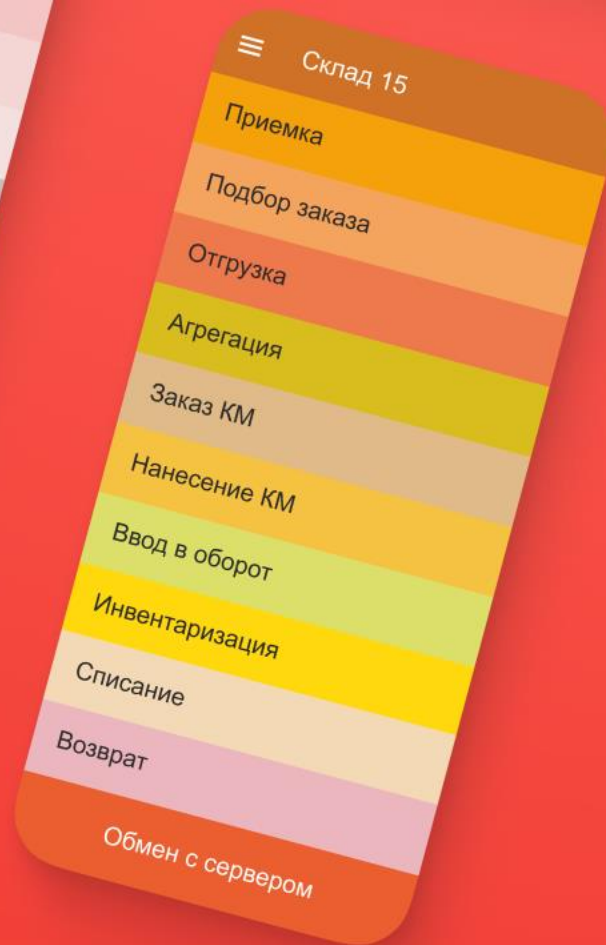 Склад 15
Приемка
Подбор заказа
Отгрузка
Агрегация
Заказ КМ
Нанесение КМ
Ввод в оборот
Инвентаризация
Списание
Возврат
Обмен с сервером